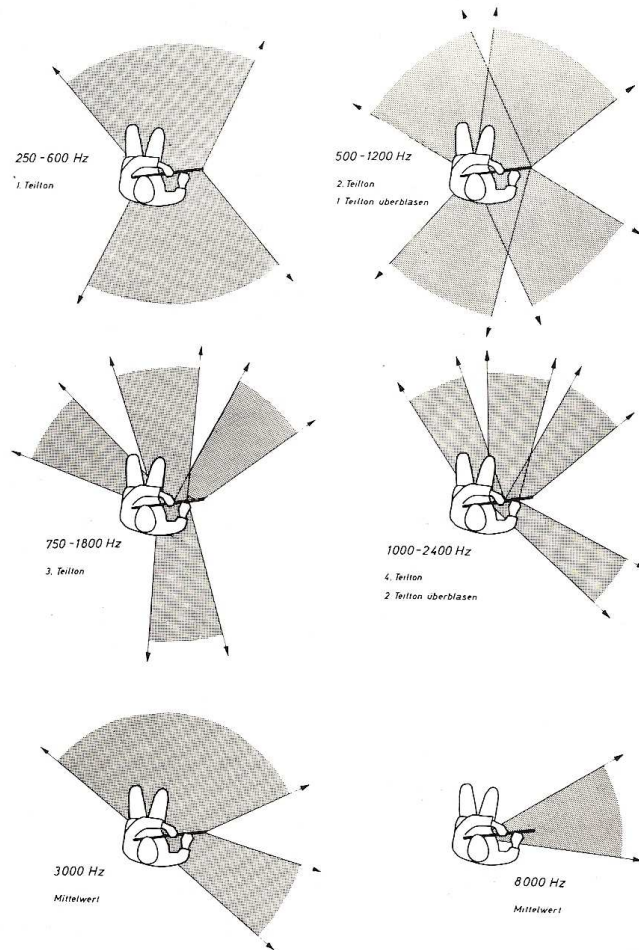 250-600 Hz
1. Teilton
500-1200 Hz
2. Teilton
1 Teilton überblasen
750-1800 Hz
3. Teilton
1000-2400 Hz
4. Teilton
2 Teilton überblasen
3000 Hz
Mittelwert
8000 Hz
Mittelwert